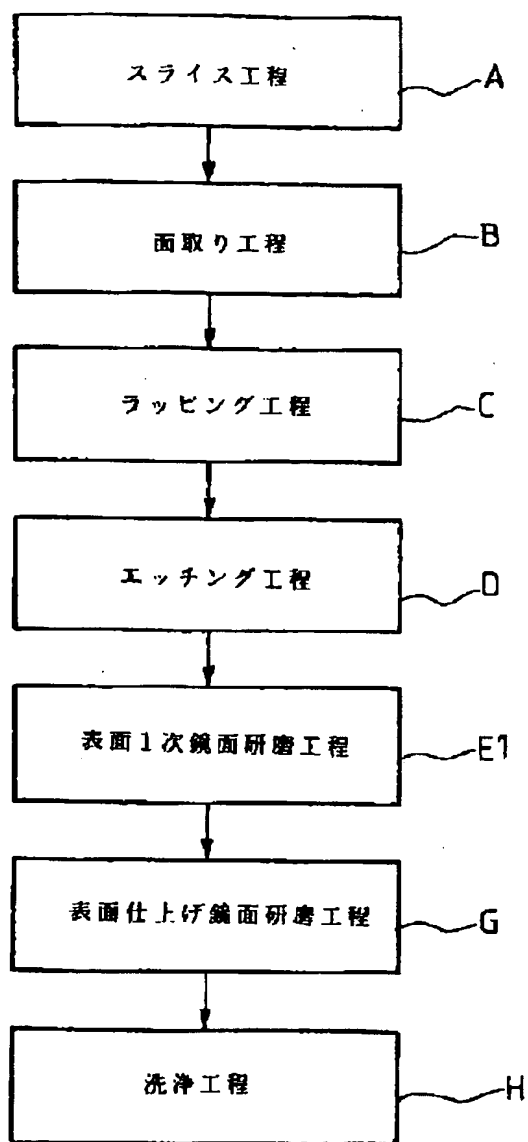 スライス工程
A
面取り工程
B
ラッピング工程
C
エッチング工程
D
表面1次鏡面研磨工程
E1
表面仕上げ鏡面研磨工程
G
洗浄工程
H